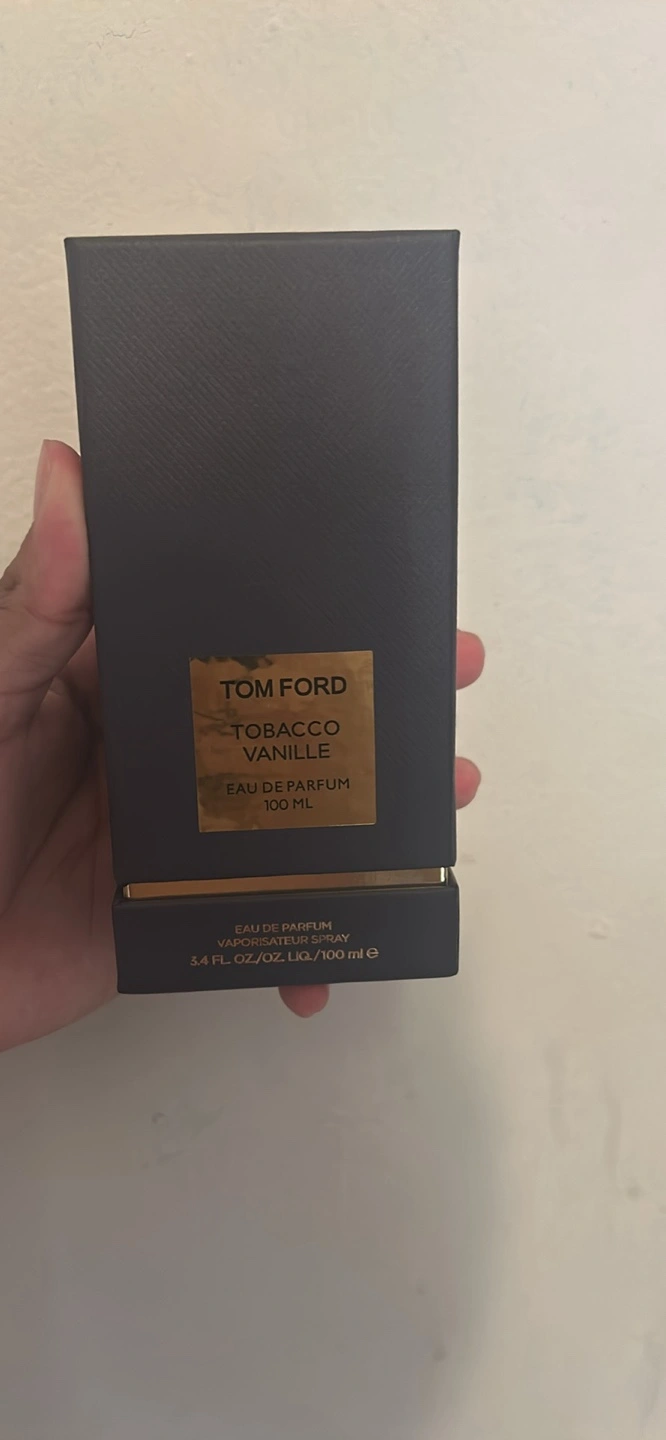 TOM FORD
TOBACCO
VANILLE
EAU DE PARFUM
100 ML
EAU DE PARFUM
VAPORISATEUR SPRAY
3.4 FL. OZ./OZ. LIQ./100 ml ℮